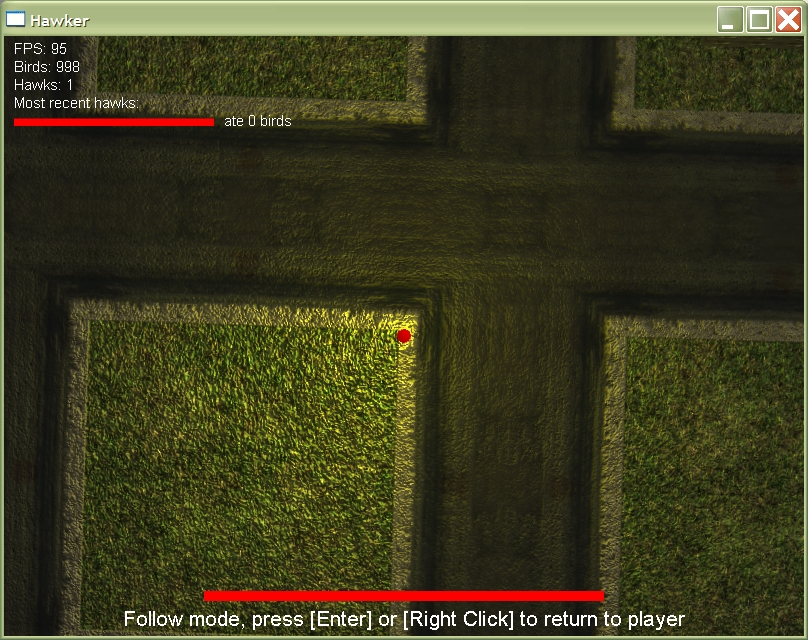 Hawker
FPS: 95
Birds: 998
Hawks: 1
Most recent hawks:
ate 0 birds
Follow mode, press [Enter] or [Right Click] to return to player